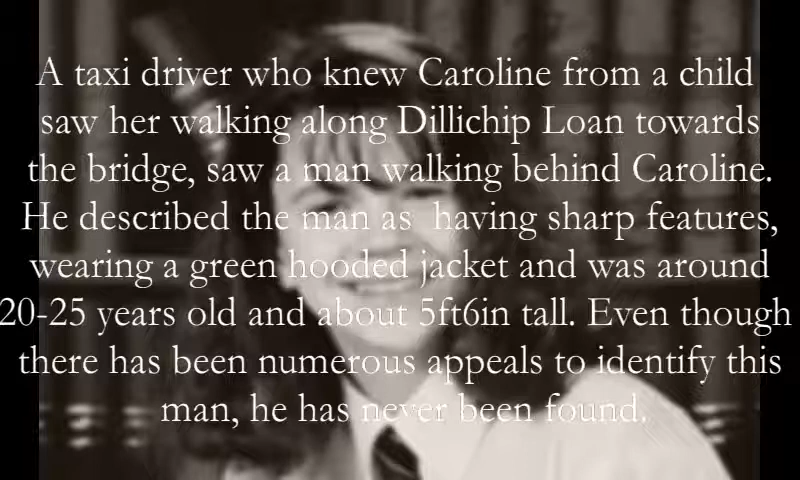 A taxi driver who knew Caroline from a child
saw her walking along Dillichip Loan towards
the bridge, saw a man walking behind Caroline.
He described the man as having sharp features,
wearing a green hooded jacket and was around
20-25 years old and about 5ft6in tall. Even though
there has been numerous appeals to identify this
man, he has never been found.